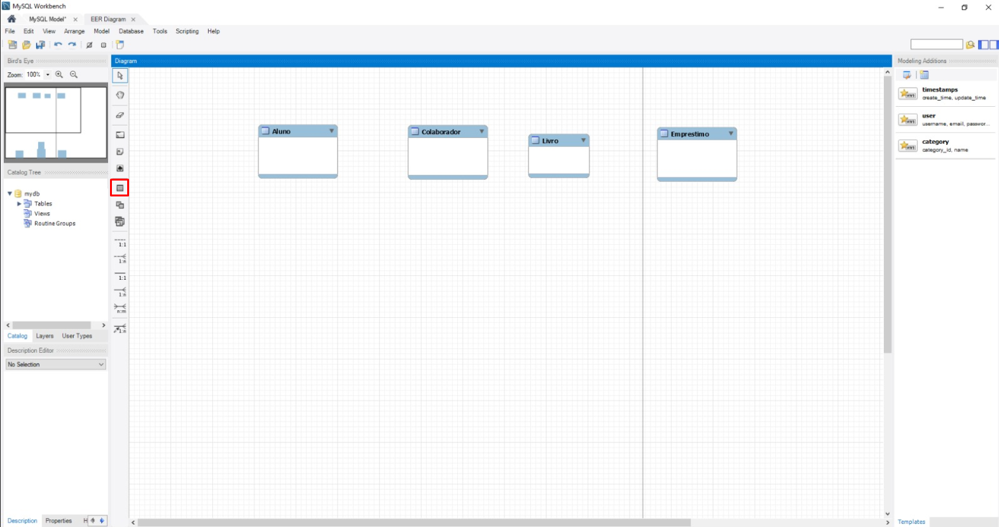 MySQL Workbench
MySQL Model* ×
EER Diagram ×
File Edit View Arrange Model Database Tools Scripting Help
Bird's Eye
Zoom: 100%
Catalog Tree
mydb
Tables
Views
Routine Groups
Catalog Layers User Types
Description Editor
No Selection
Description Properties H
Diagram
1:1
1:n
1:1
1:n
n:m
1:n
Aluno
Colaborador
Livro
Emprestimo
Modeling Additions
timestamps
create_time, update_time
user
username, email, passwor...
category
category_id, name
Templates